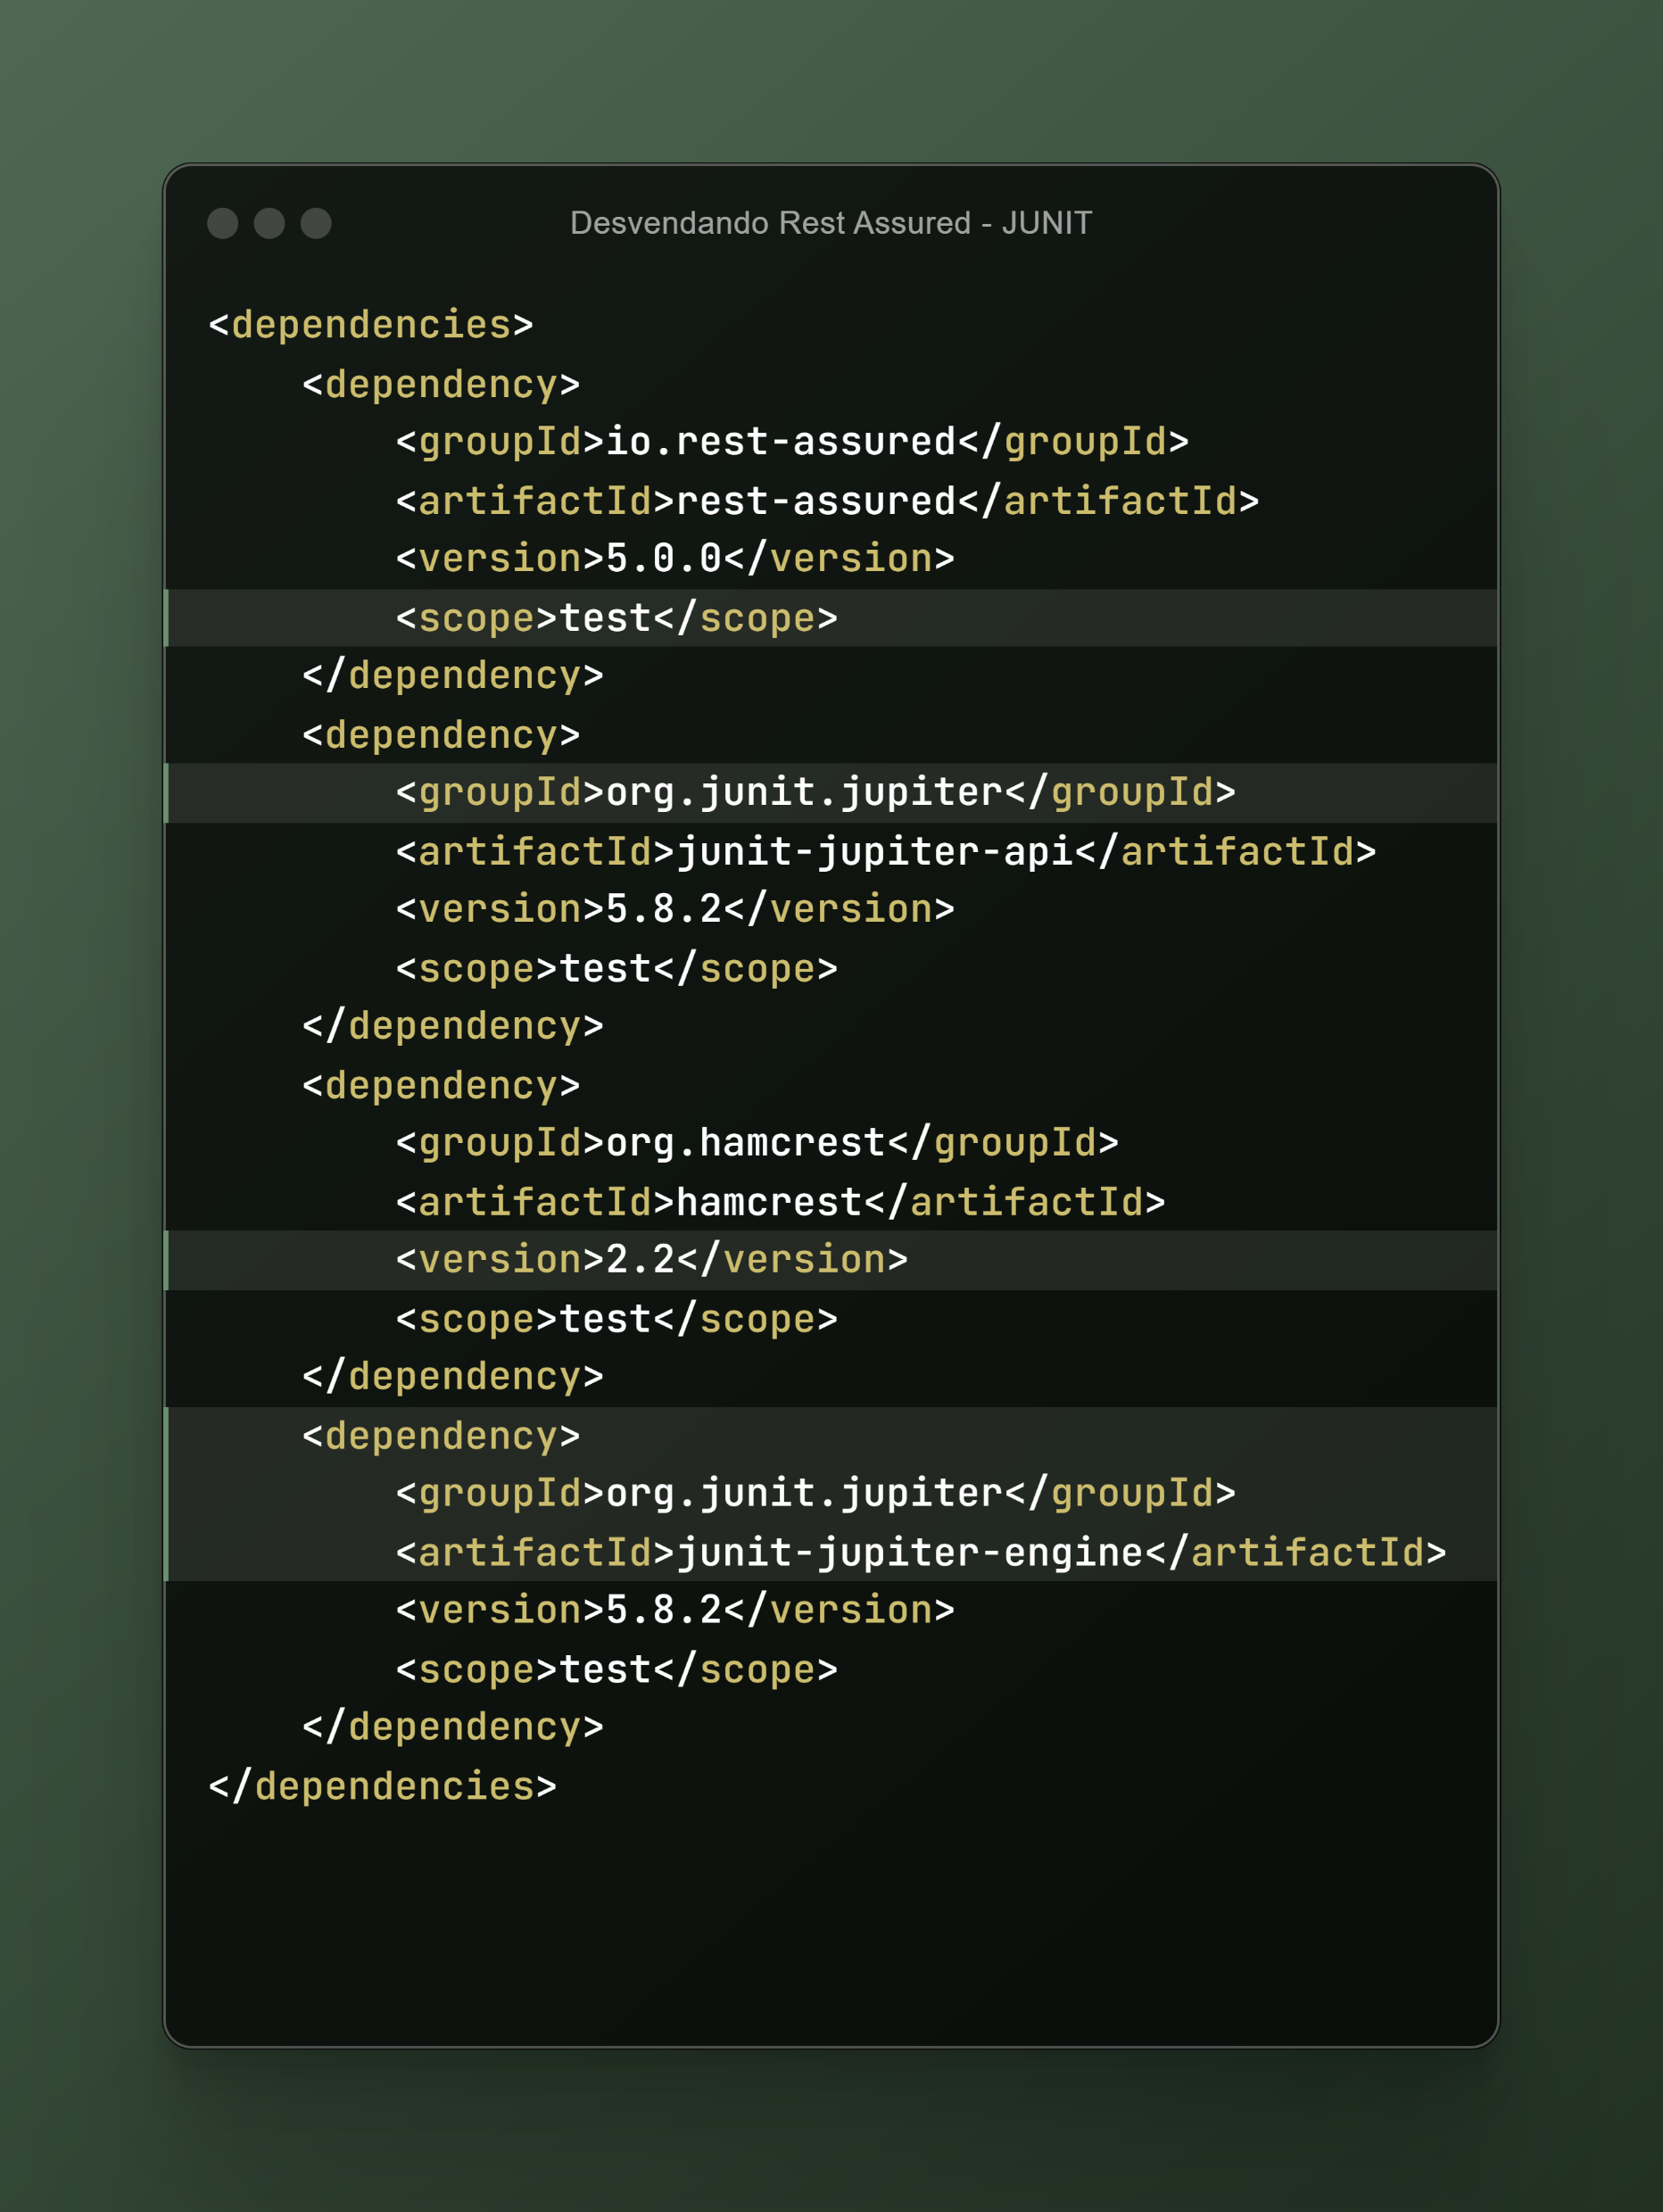 Desvendando Rest Assured - JUNIT
<dependencies>
    <dependency>
        <groupId>io.rest-assured</groupId>
        <artifactId>rest-assured</artifactId>
        <version>5.0.0</version>
        <scope>test</scope>
    </dependency>
    <dependency>
        <groupId>org.junit.jupiter</groupId>
        <artifactId>junit-jupiter-api</artifactId>
        <version>5.8.2</version>
        <scope>test</scope>
    </dependency>
    <dependency>
        <groupId>org.hamcrest</groupId>
        <artifactId>hamcrest</artifactId>
        <version>2.2</version>
        <scope>test</scope>
    </dependency>
    <dependency>
        <groupId>org.junit.jupiter</groupId>
        <artifactId>junit-jupiter-engine</artifactId>
        <version>5.8.2</version>
        <scope>test</scope>
    </dependency>
</dependencies>